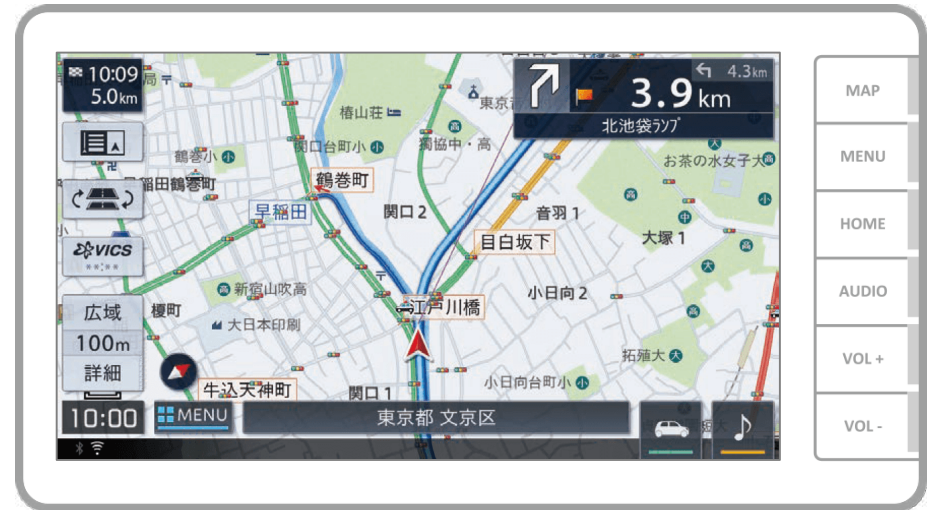 10:09
5.0km
4.3km
3.9km
北池袋ランプ
椿山荘
関口台町小
獨協中・高
鶴巻小
お茶の水女子大
早稲田鶴巻町
鶴巻町
早稲田
関口2
音羽1
目白坂下
大塚1
VICS
新宿山吹高
小日向2
江戸川橋
広域
100m
詳細
榎町
大日本印刷
拓殖大
小日向台町小
牛込天神町
関口1
10:00
MENU
東京都 文京区
MAP
MENU
HOME
AUDIO
VOL +
VOL -